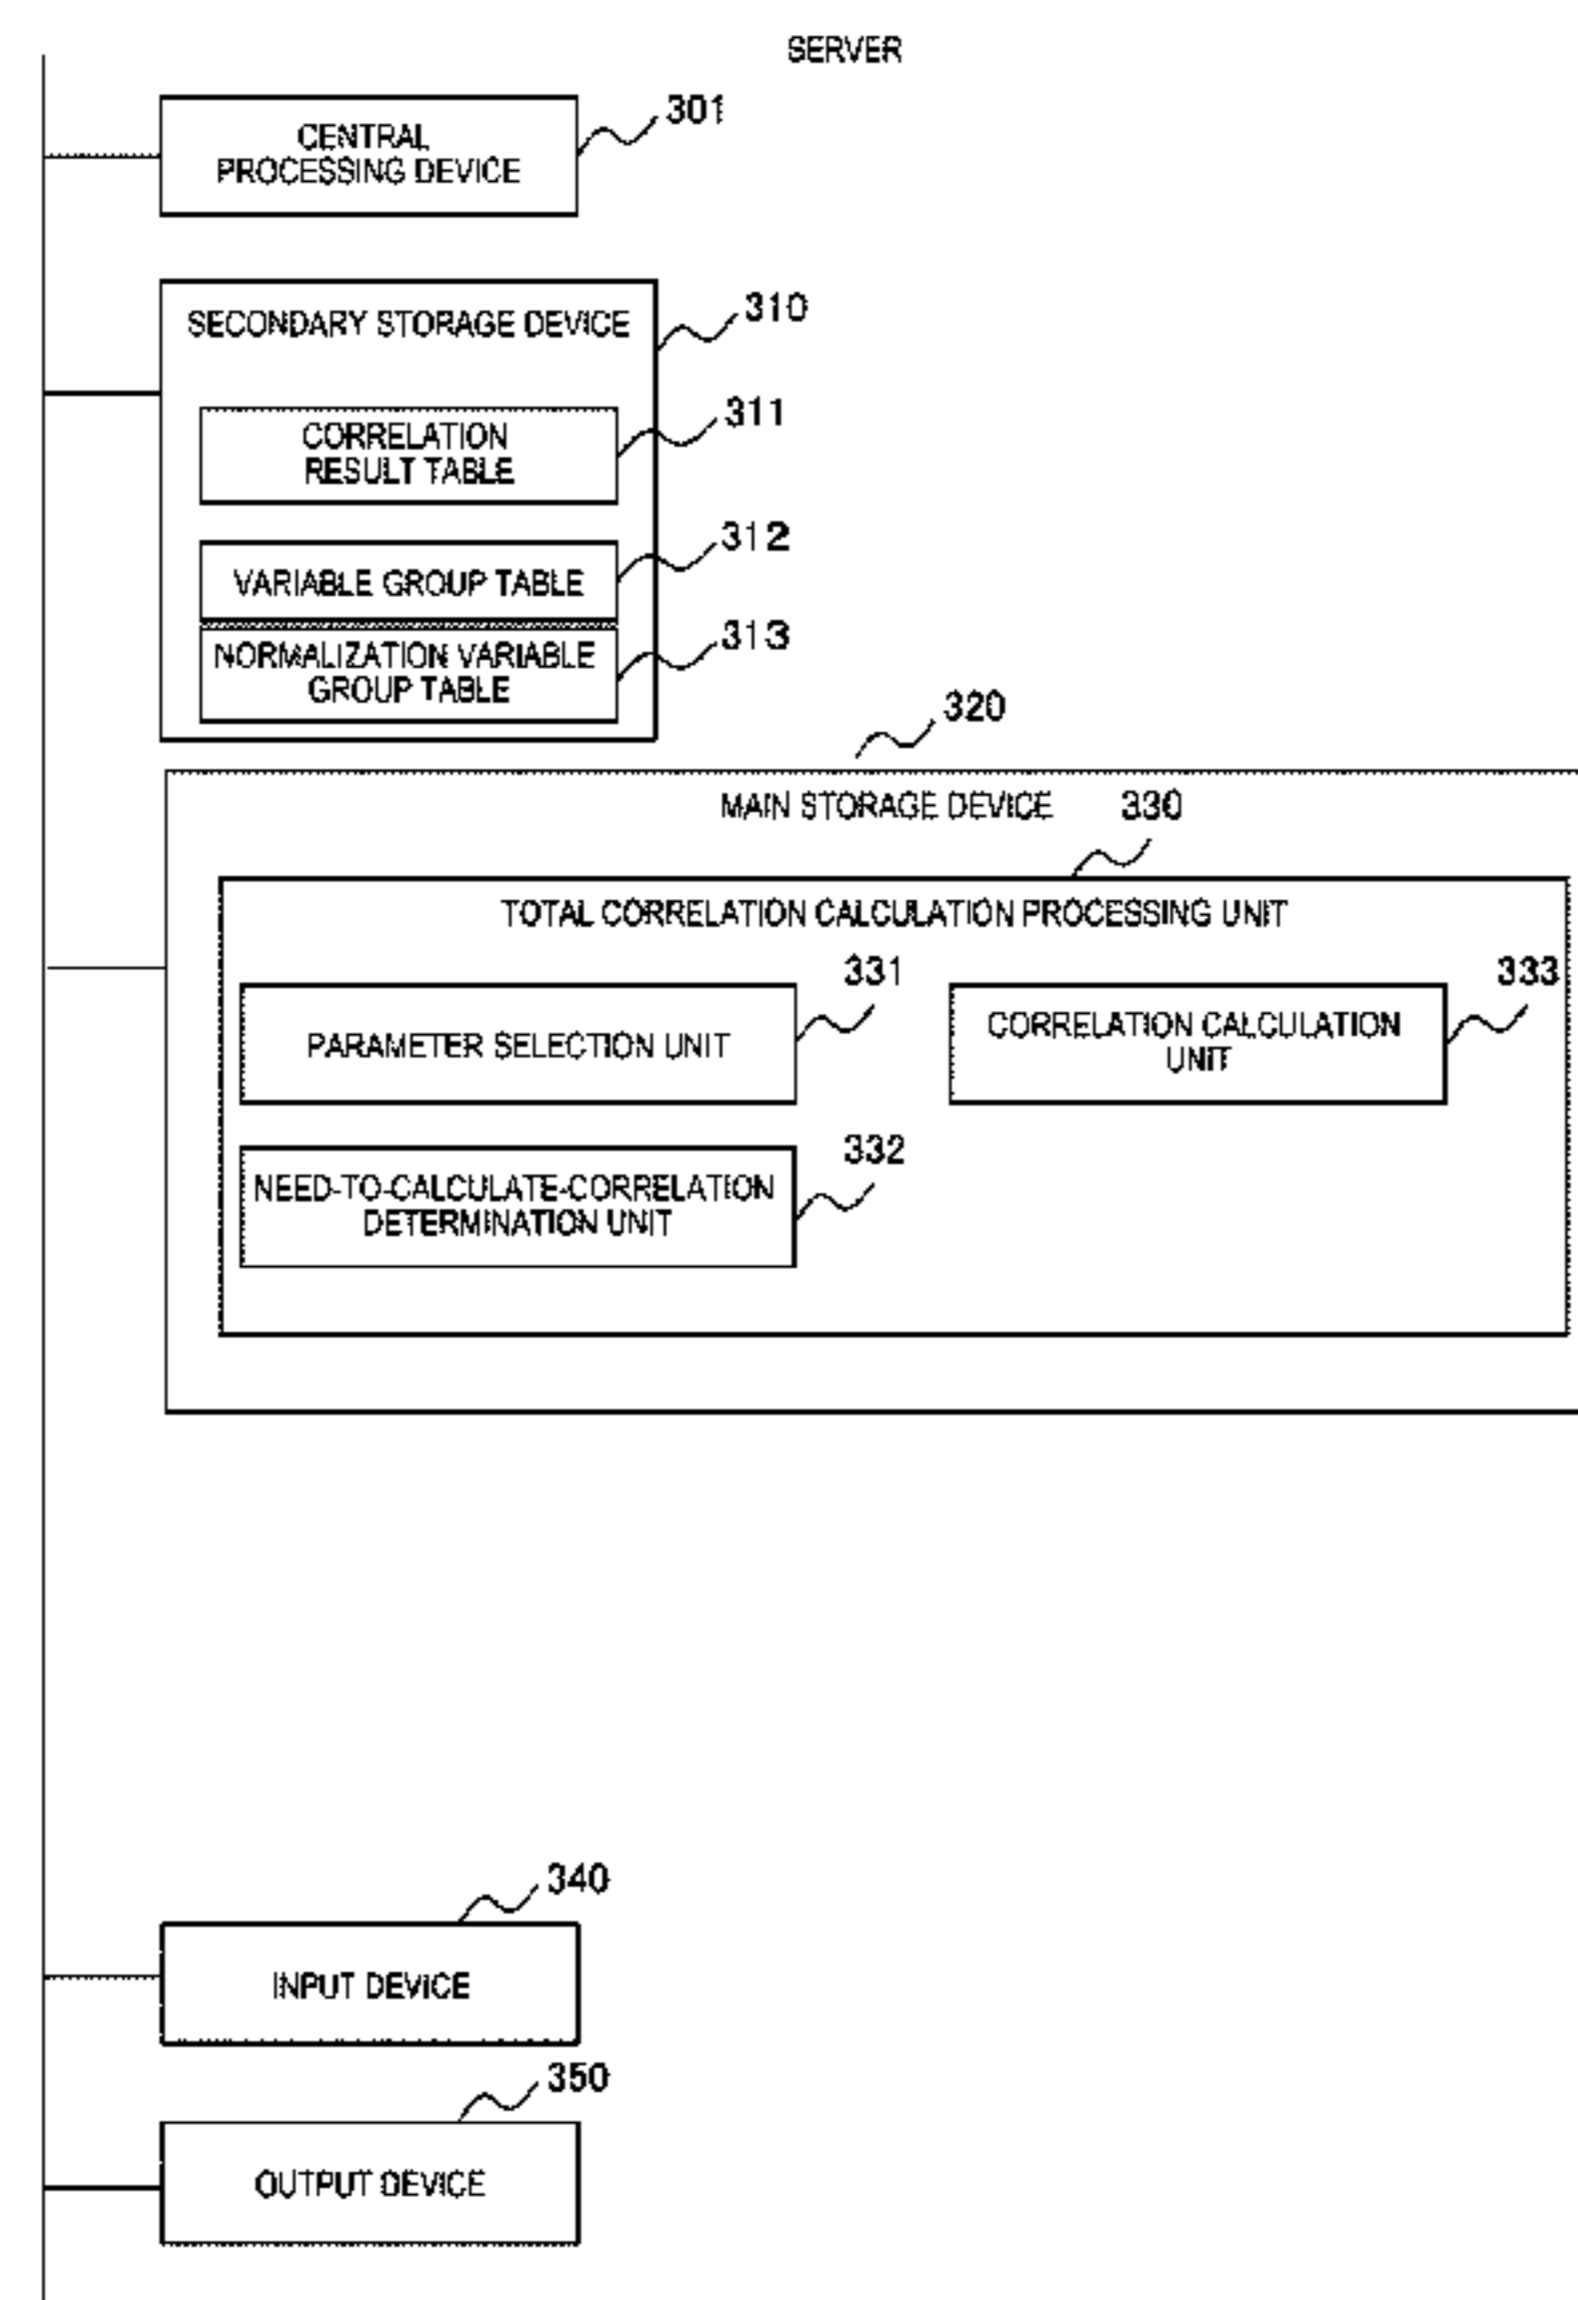 SERVER
301
CENTRAL
PROCESSING DEVICE
310
SECONDARY STORAGE DEVICE
311
CORRELATION
RESULT TABLE
312
VARIABLE GROUP TABLE
313
NORMALIZATION VARIABLE
GROUP TABLE
320
MAIN STORAGE DEVICE
330
TOTAL CORRELATION CALCULATION PROCESSING UNIT
331
PARAMETER SELECTION UNIT
333
CORRELATION CALCULATION
UNIT
332
NEED-TO-CALCULATE-CORRELATION
DETERMINATION UNIT
340
INPUT DEVICE
350
OUTPUT DEVICE